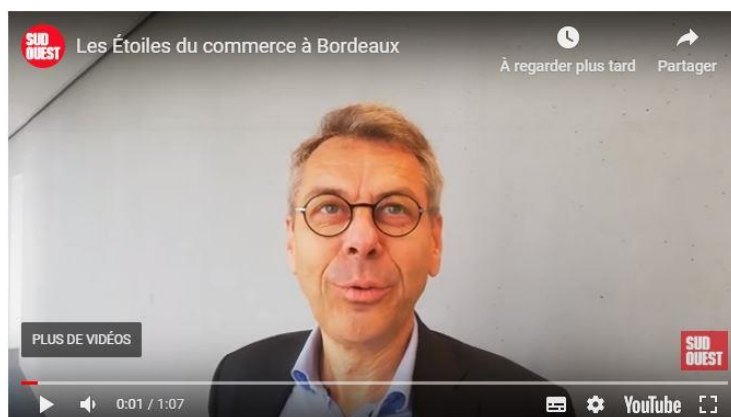 SUD
OUEST
Les Étoiles du commerce à Bordeaux
À regarder plus tard
Partager
PLUS DE VIDÉOS
SUD
OUEST
0:01 / 1:07
YouTube